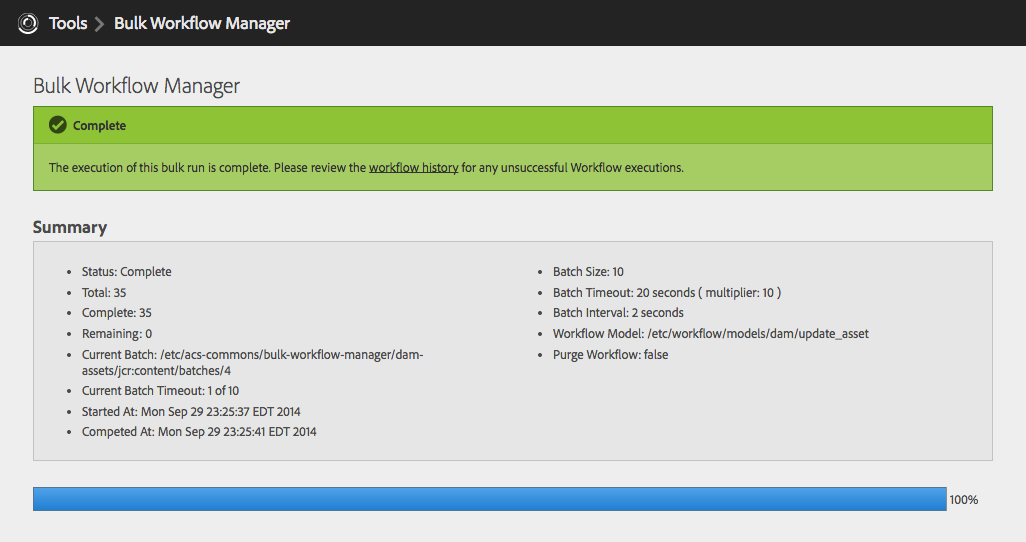 Tools > Bulk Workflow Manager
Bulk Workflow Manager
Complete
The execution of this bulk run is complete. Please review the workflow history for any unsuccessful Workflow executions.
Summary
• Status: Complete
• Total: 35
• Complete: 35
• Remaining: 0
• Current Batch: /etc/acs-commons/bulk-workflow-manager/dam-
assets/jcr:content/batches/4
• Current Batch Timeout: 1 of 10
• Started At: Mon Sep 29 23:25:37 EDT 2014
• Competed At: Mon Sep 29 23:25:41 EDT 2014
• Batch Size: 10
• Batch Timeout: 20 seconds ( multiplier: 10 )
• Batch Interval: 2 seconds
• Workflow Model: /etc/workflow/models/dam/update_asset
• Purge Workflow: false
100%